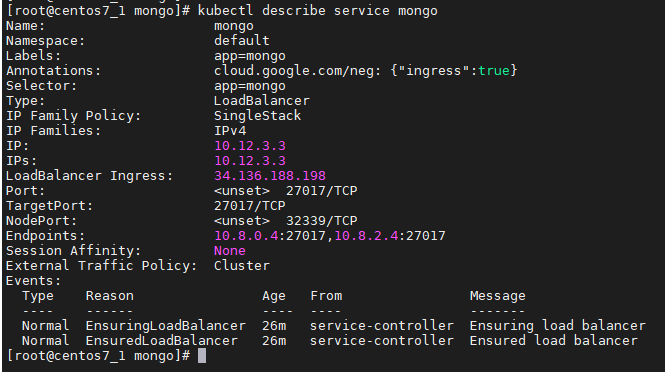 [root@centos7_1 mongo]# kubectl describe service mongo
Name:                     mongo
Namespace:                default
Labels:                   app=mongo
Annotations:              cloud.google.com/neg: {"ingress":true}
Selector:                 app=mongo
Type:                     LoadBalancer
IP Family Policy:         SingleStack
IP Families:              IPv4
IP:                       10.12.3.3
IPs:                      10.12.3.3
LoadBalancer Ingress:     34.136.188.198
Port:                     <unset>  27017/TCP
TargetPort:               27017/TCP
NodePort:                 <unset>  32339/TCP
Endpoints:                10.8.0.4:27017,10.8.2.4:27017
Session Affinity:         None
External Traffic Policy:  Cluster
Events:
  Type    Reason                Age   From                Message
  ----    ------                ----  ----                -------
  Normal  EnsuringLoadBalancer  26m   service-controller  Ensuring load balancer
  Normal  EnsuredLoadBalancer   26m   service-controller  Ensured load balancer
[root@centos7_1 mongo]#